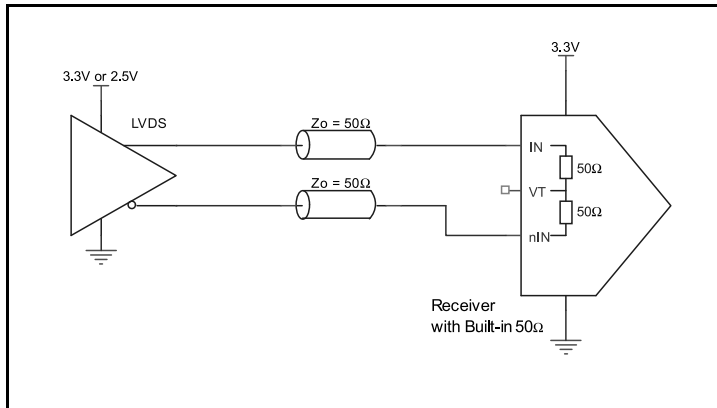 3.3V
3.3V or 2.5V
LVDS
Zo = 50Ω
IN
50Ω
Zo = 50Ω
VT
50Ω
nIN
Receiver
with Built-in 50Ω